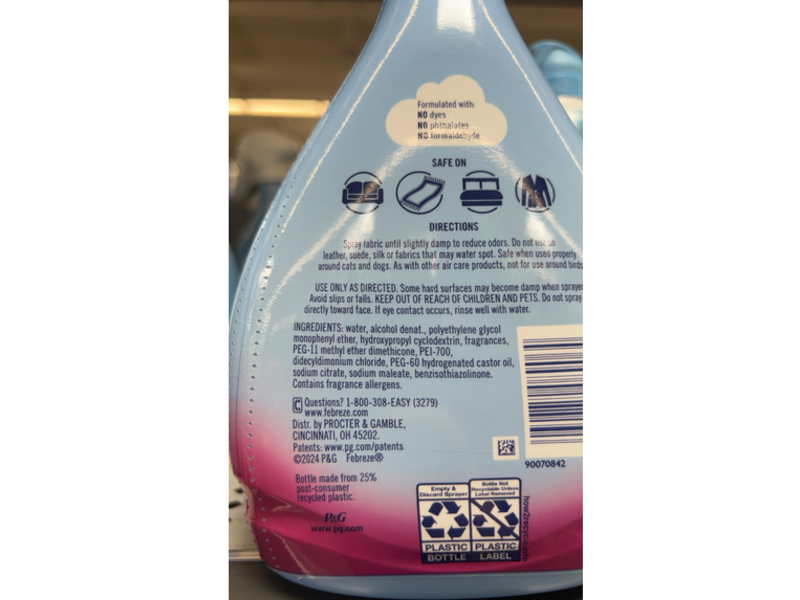 Formulated with:
NO dyes
NO phthalates
NO formaldehyde
SAFE ON
DIRECTIONS
Spray fabric until slightly damp to reduce odors. Do not use on
leather, suede, silk or fabrics that may water spot. Safe when used properly
around cats and dogs. As with other air care products, not for use around birds
USE ONLY AS DIRECTED. Some hard surfaces may become damp when sprayed
Avoid slips or falls. KEEP OUT OF REACH OF CHILDREN AND PETS. Do not spray
directly toward face. If eye contact occurs, rinse well with water.
INGREDIENTS: water, alcohol denat., polyethylene glycol
monophenyl ether, hydroxypropyl cyclodextrin, fragrances,
PEG-11 methyl ether dimethicone, PEI-700,
didecyldimonium chloride, PEG-60 hydrogenated castor oil,
sodium citrate, sodium maleate, benzisothiazolinone.
Contains fragrance allergens.
Questions? 1-800-308-EASY (3279)
www.febreze.com
Distr. by PROCTER & GAMBLE,
CINCINNATI, OH 45202.
Patents: www.pg.com/patents
©2024 P&G Febreze®
90070842
Bottle made from 25%
post-consumer
recycled plastic.
P&G
www.pg.com
Empty &
Discard Sprayer
PLASTIC
BOTTLE
Bottle Not
Recyclable Unless
Label Removed
PLASTIC
LABEL
how2recycle.info